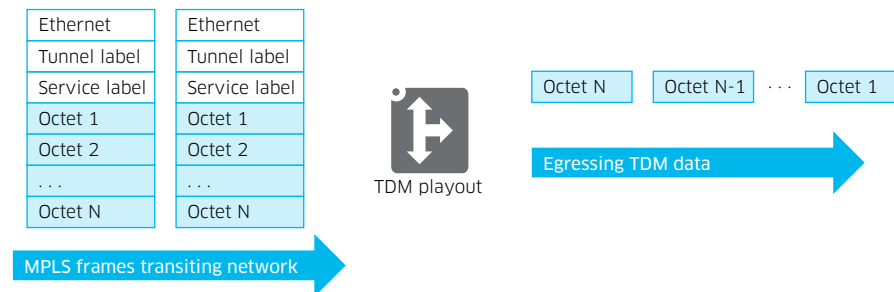 Ethernet
Tunnel label
Service label
Octet 1
Octet 2
. . .
Octet N
Ethernet
Tunnel label
Service label
Octet 1
Octet 2
. . .
Octet N
MPLS frames transiting network
TDM playout
Octet N Octet N-1 . . . Octet 1
Egressing TDM data